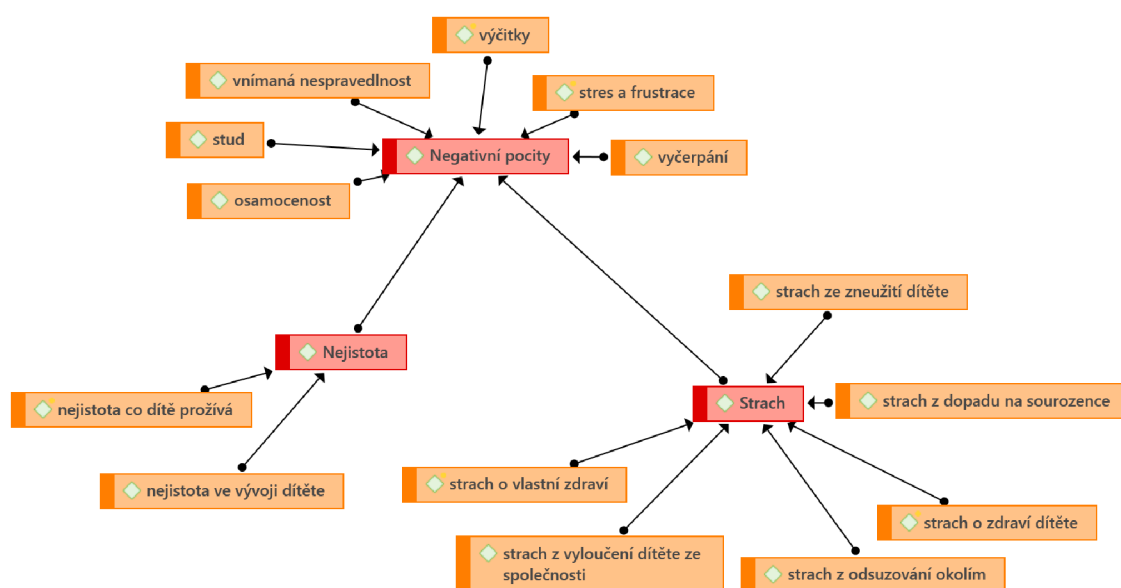 výčitky
vnímaná nespravedlnost
stres a frustrace
stud
Negativní pocity
vyčerpání
osamocenost
strach ze zneužití dítěte
Nejistota
nejistota co dítě prožívá
Strach
strach z dopadu na sourozence
nejistota ve vývoji dítěte
strach o vlastní zdraví
strach o zdraví dítěte
strach z vyloučení dítěte ze
společnosti
strach z odsuzování okolím